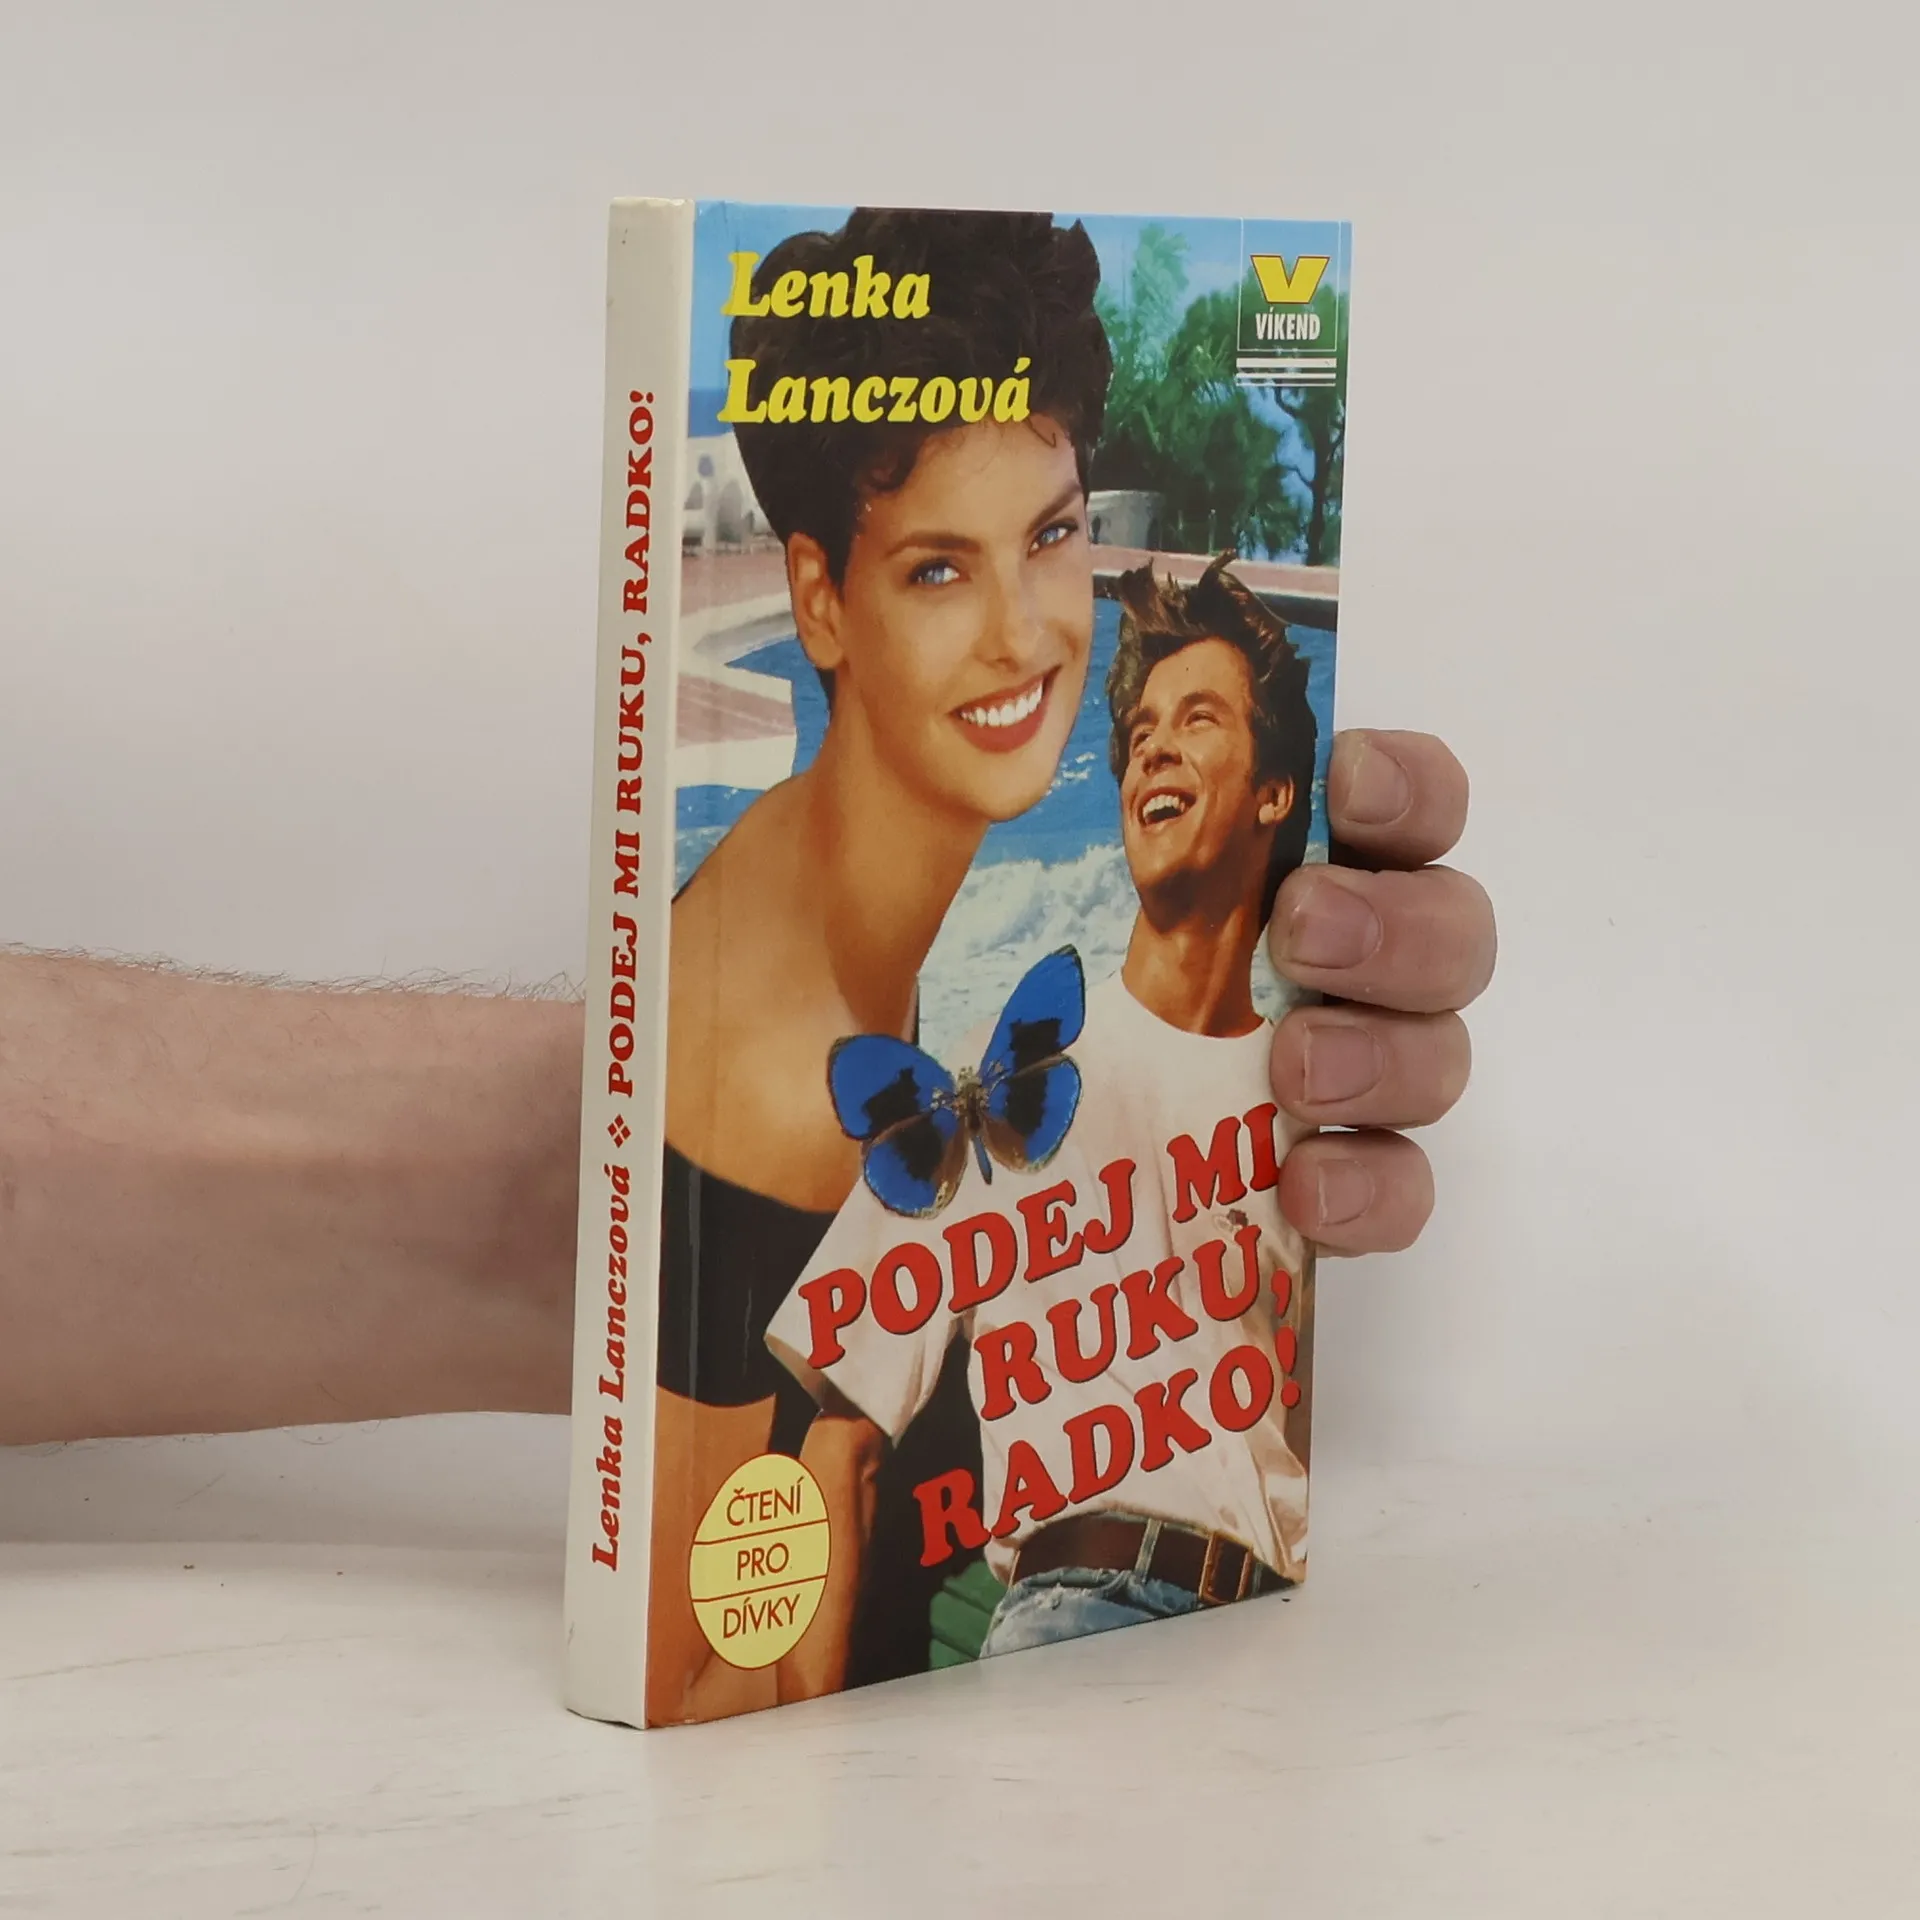 Lenka Lanczová ❖ PODEJ MI RUKU, RADKO!
Lenka
Lanczová
V
VÍKEND
PODEJ MI
RUKU,
RADKO!
ČTENÍ
PRO
DÍVKY